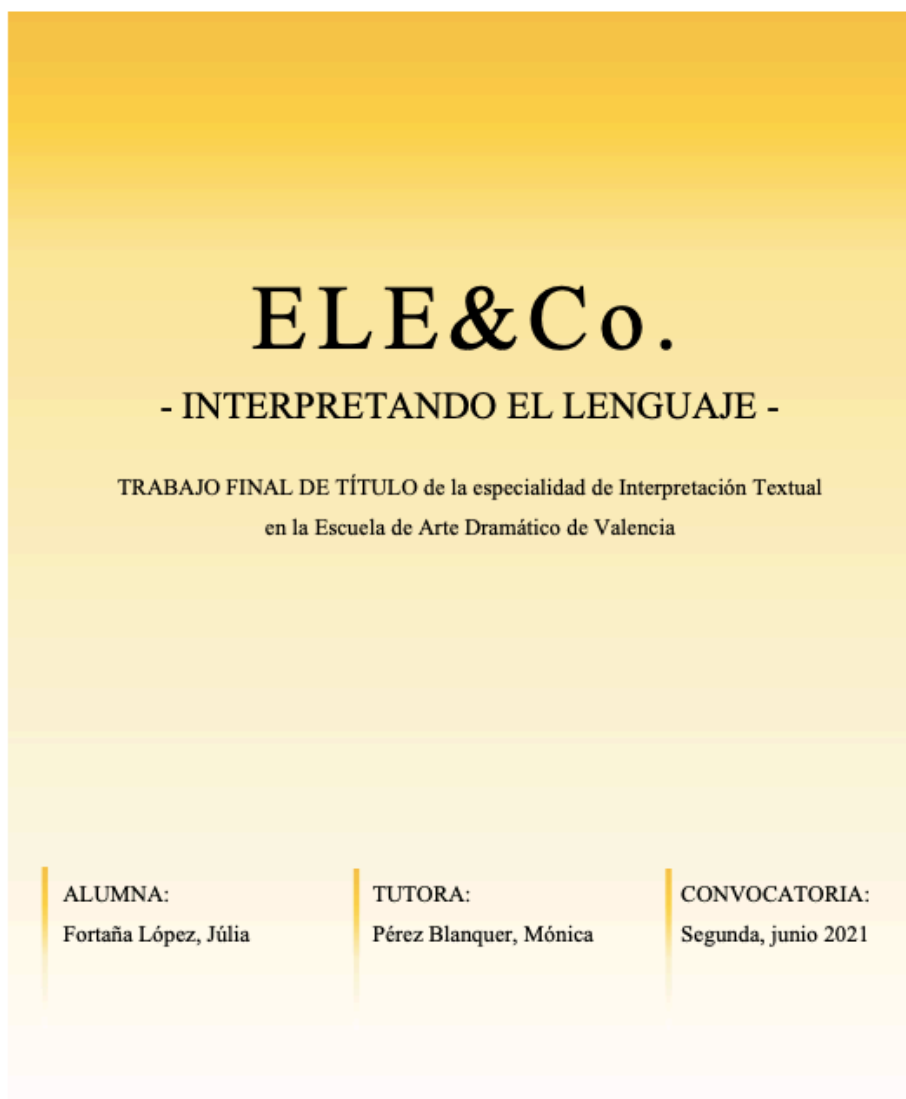 ELE&Co.
- INTERPRETANDO EL LENGUAJE -
TRABAJO FINAL DE TÍTULO de la especialidad de Interpretación Textual
en la Escuela de Arte Dramático de Valencia
ALUMNA:
Fortaña López, Júlia
TUTORA:
Pérez Blanquer, Mónica
CONVOCATORIA:
Segunda, junio 2021